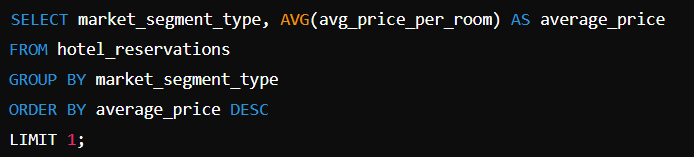 SELECT market_segment_type, AVG(avg_price_per_room) AS average_price
FROM hotel_reservations
GROUP BY market_segment_type
ORDER BY average_price DESC
LIMIT 1;